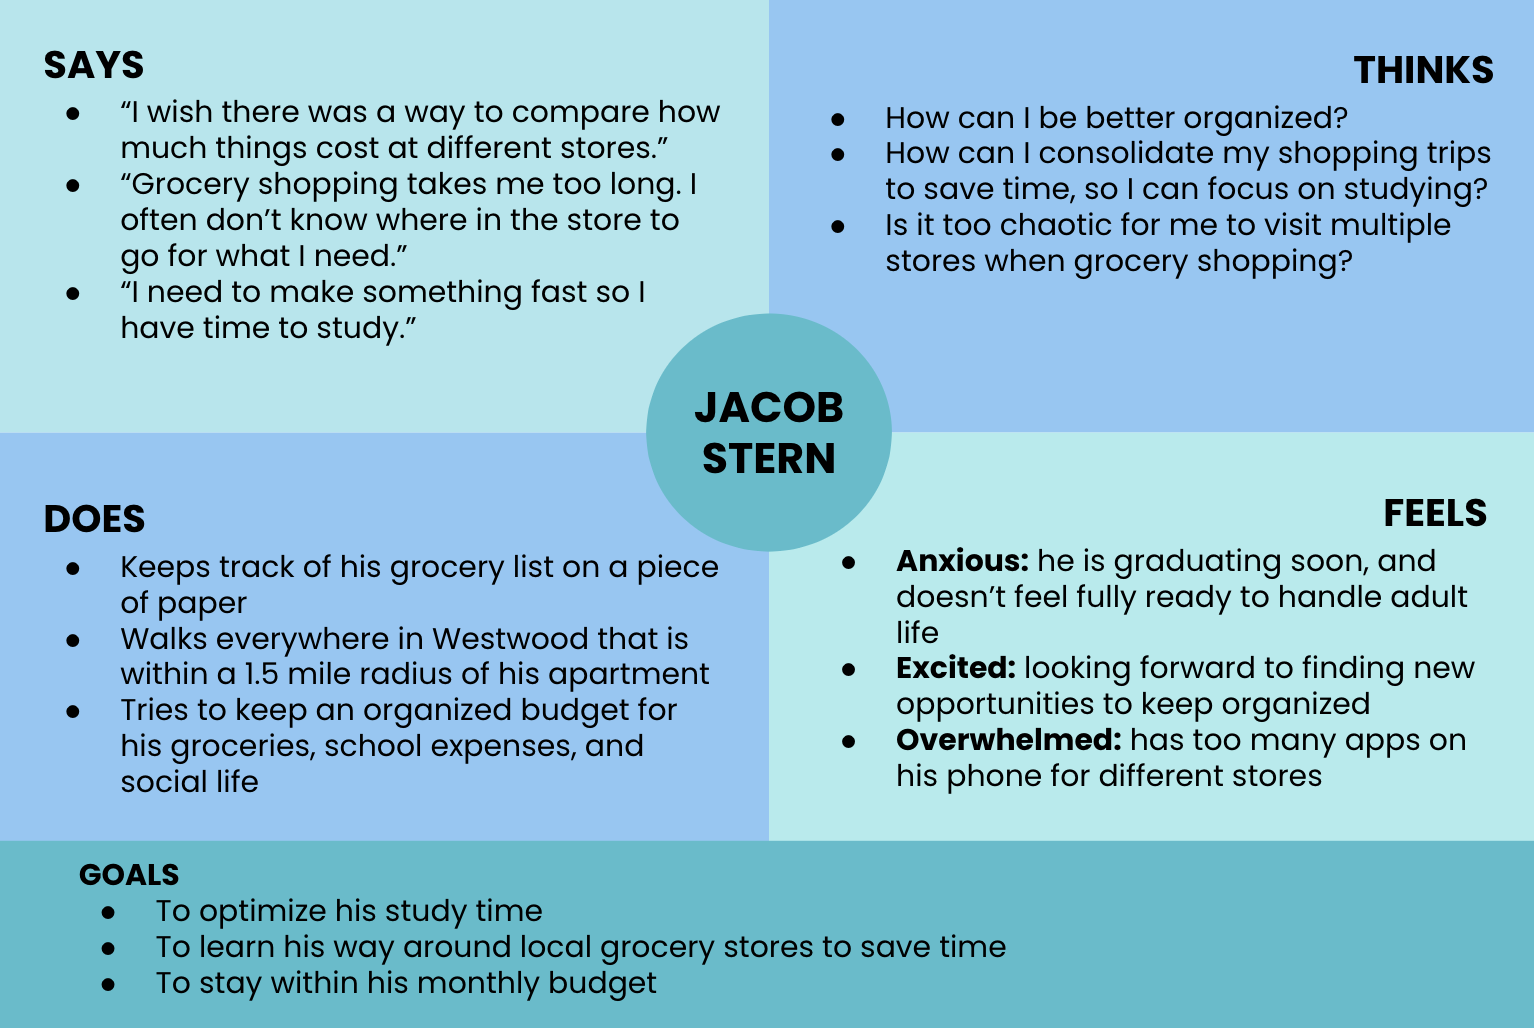 SAYS
● “I wish there was a way to compare how
much things cost at different stores.”
● “Grocery shopping takes me too long. I
often don’t know where in the store to
go for what I need.”
● “I need to make something fast so I
have time to study.”
THINKS
● How can I be better organized?
● How can I consolidate my shopping trips
to save time, so I can focus on studying?
● Is it too chaotic for me to visit multiple
stores when grocery shopping?
JACOB
STERN
DOES
● Keeps track of his grocery list on a piece
of paper
● Walks everywhere in Westwood that is
within a 1.5 mile radius of his apartment
● Tries to keep an organized budget for
his groceries, school expenses, and
social life
FEELS
● Anxious: he is graduating soon, and
doesn’t feel fully ready to handle adult
life
● Excited: looking forward to finding new
opportunities to keep organized
● Overwhelmed: has too many apps on
his phone for different stores
GOALS
● To optimize his study time
● To learn his way around local grocery stores to save time
● To stay within his monthly budget